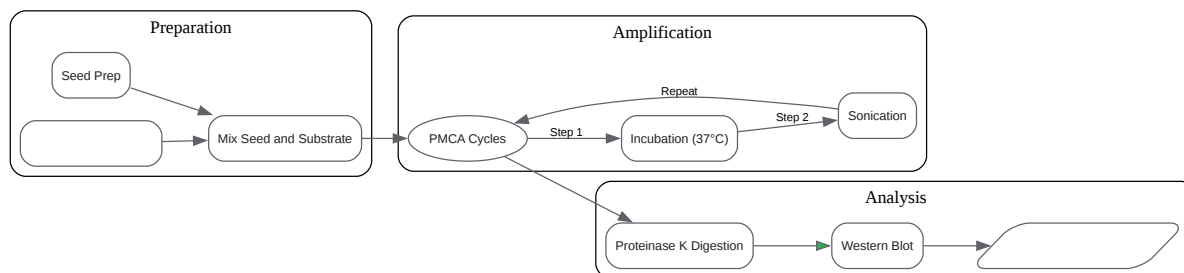 Preparation
Seed Prep
Mix Seed and Substrate
Amplification
Repeat
PMCA Cycles
Step 1
Incubation (37°C)
Step 2
Sonication
Analysis
Proteinase K Digestion
Western Blot